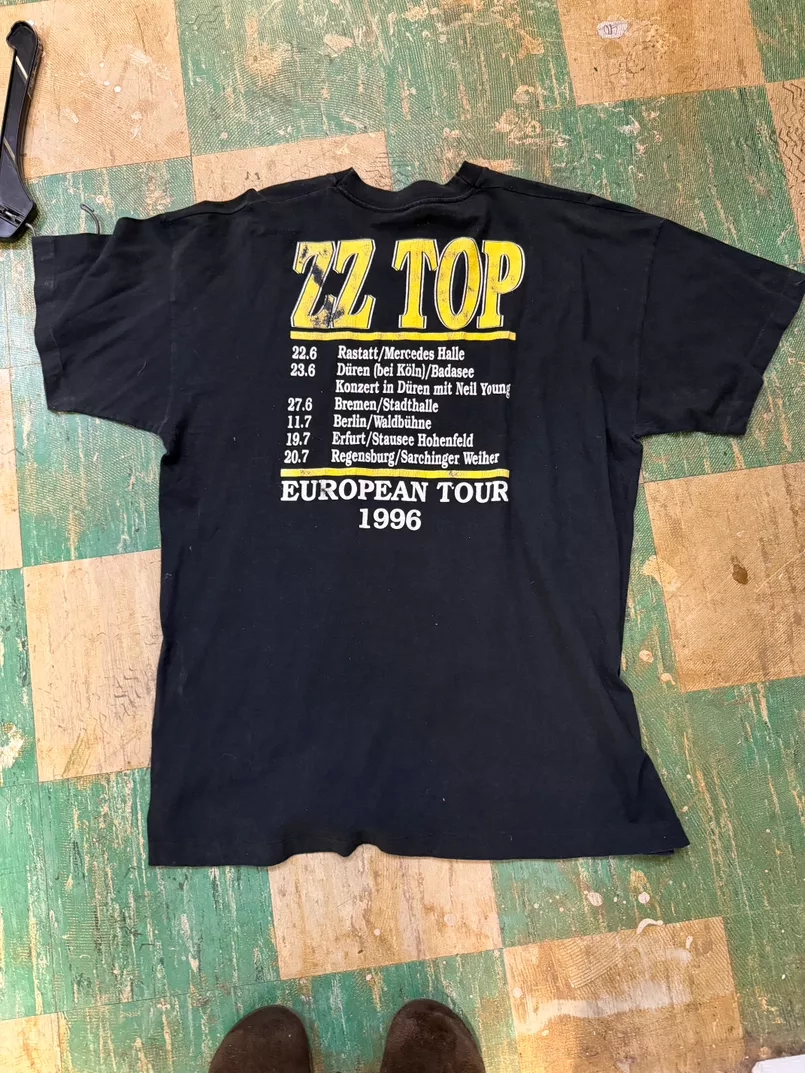 ZZ TOP
22.6 Rastatt/Mercedes Halle
23.6 Düren (bei Köln)/Badasee
Konzert in Düren mit Neil Young
27.6 Bremen/Stadthalle
11.7 Berlin/Waldbühne
19.7 Erfurt/Stausee Hohenfeld
20.7 Regensburg/Sarchinger Weiher
EUROPEAN TOUR
1996